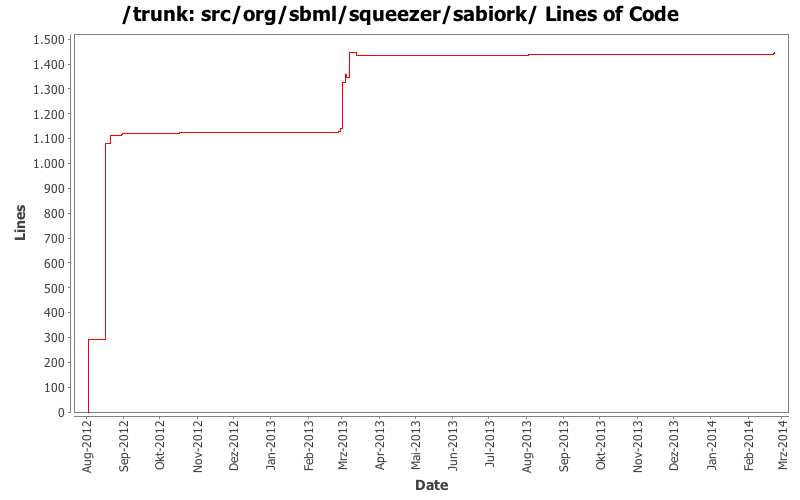 /trunk: src/org/sbml/squeezer/sabiork/ Lines of Code
Lines
1.500
1.400
1.300
1.200
1.100
1.000
900
800
700
600
500
400
300
200
100
0
Aug-2012
Sep-2012
Okt-2012
Nov-2012
Dez-2012
Jan-2013
Feb-2013
Mrz-2013
Apr-2013
Mai-2013
Jun-2013
Jul-2013
Aug-2013
Sep-2013
Okt-2013
Nov-2013
Dez-2013
Jan-2014
Feb-2014
Mrz-2014
Date